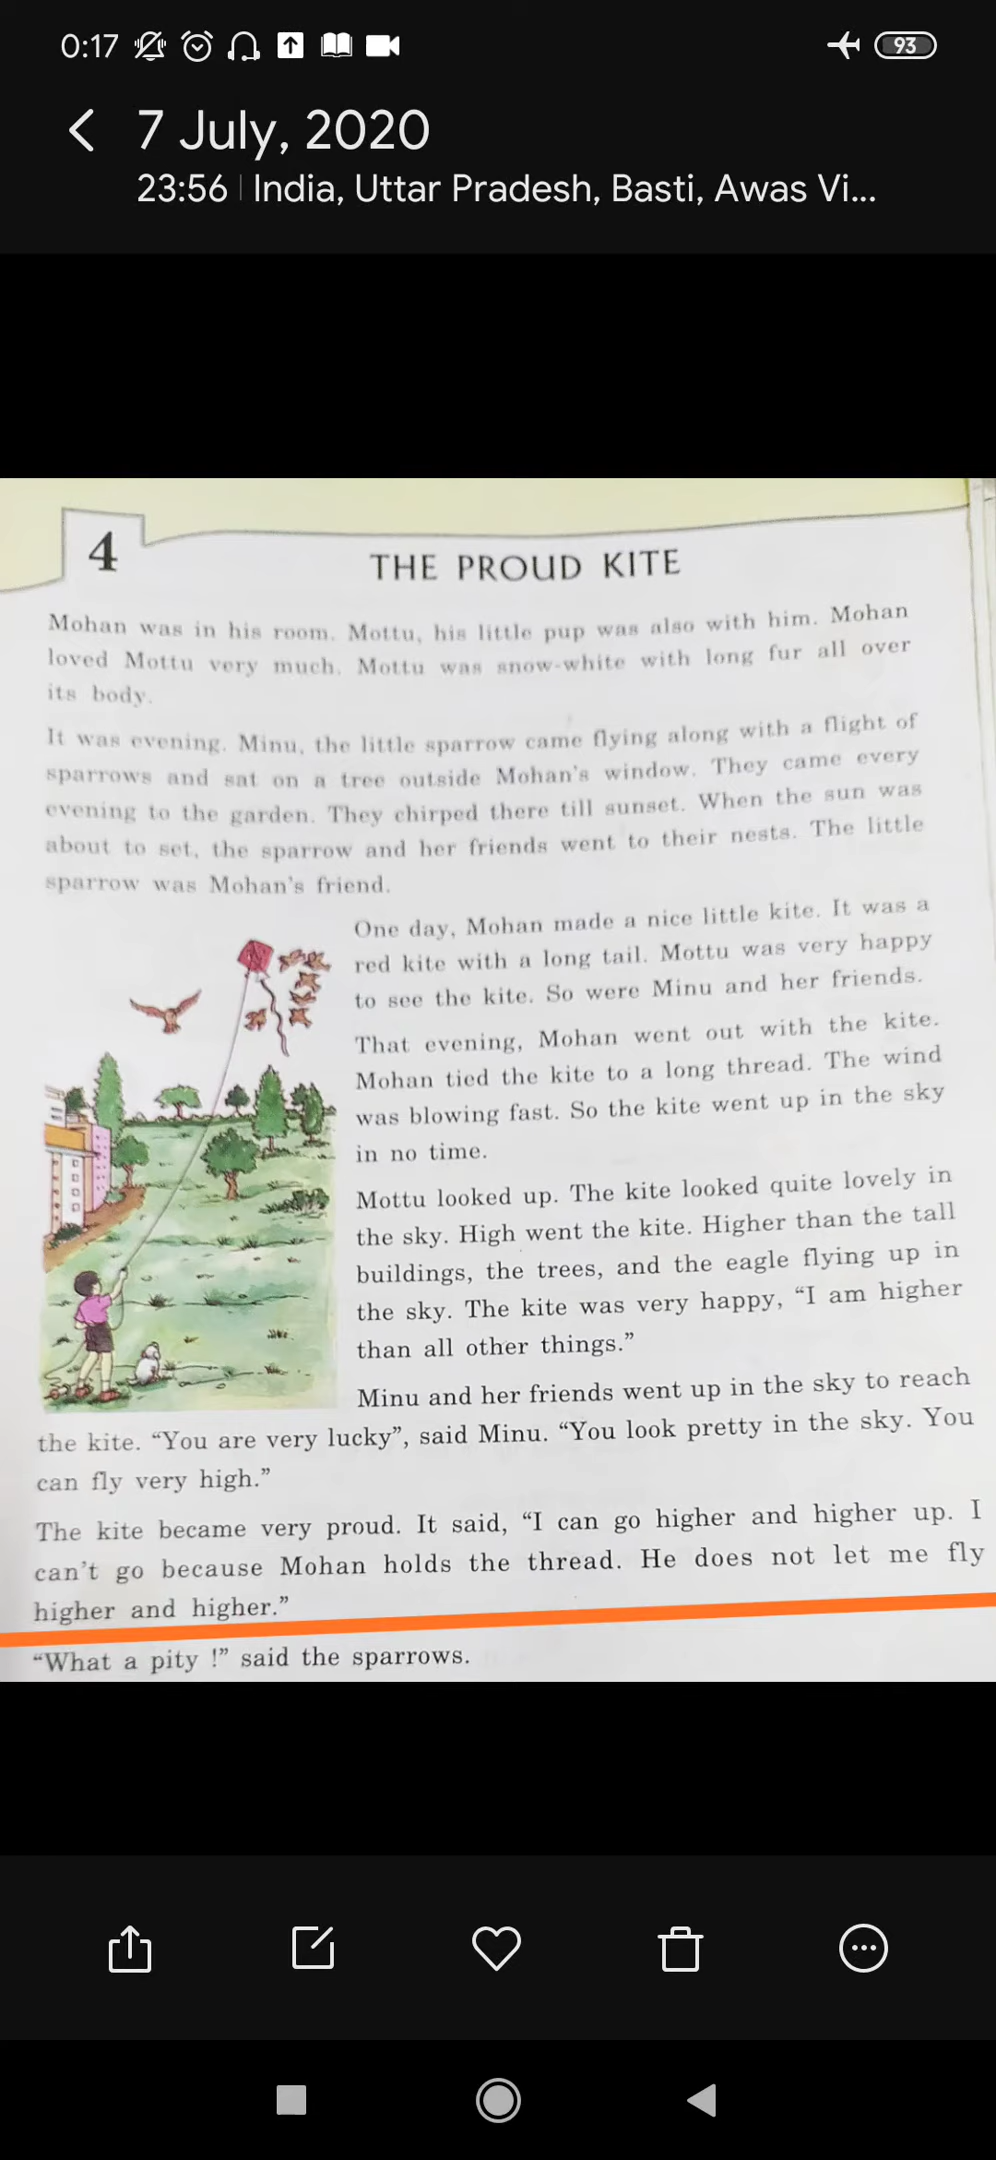 0:17
93
7 July, 2020
23:56 | India, Uttar Pradesh, Basti, Awas Vi...
4
THE PROUD KITE
Mohan was in his room. Mottu, his little pup was also with him. Mohan
loved Mottu very much. Mottu was snow-white with long fur all over
its body.
It was evening. Minu, the little sparrow came flying along with a flight of
sparrows and sat on a tree outside Mohan's window. They came every
evening to the garden. They chirped there till sunset. When the sun was
about to set, the sparrow and her friends went to their nests. The little
sparrow was Mohan's friend.
One day, Mohan made a nice little kite. It was a
red kite with a long tail. Mottu was very happy
to see the kite. So were Minu and her friends.
That evening, Mohan went out with the kite.
Mohan tied the kite to a long thread. The wind
was blowing fast. So the kite went up in the sky
in no time.
Mottu looked up. The kite looked quite lovely in
the sky. High went the kite. Higher than the tall
buildings, the trees, and the eagle flying up in
the sky. The kite was very happy, “I am higher
than all other things.”
Minu and her friends went up in the sky to reach
the kite. “You are very lucky”, said Minu. “You look pretty in the sky. You
can fly very high.”
The kite became very proud. It said, “I can go higher and higher up. I
can't go because Mohan holds the thread. He does not let me fly
higher and higher.”
“What a pity !” said the sparrows.